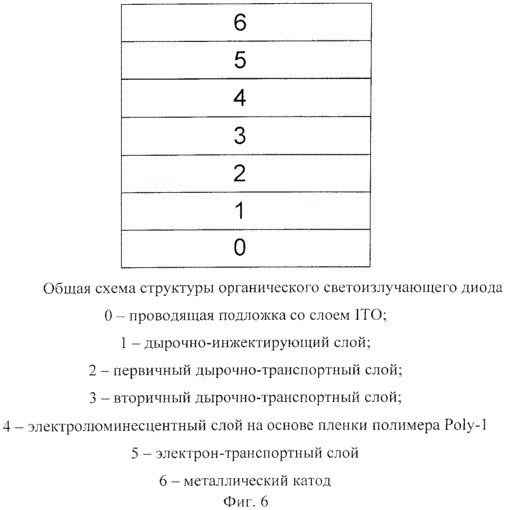 6
5
4
3
2
1
0
Общая схема структуры органического светоизлучающего диода
0 – проводящая подложка со слоем ITO;
1 – дырочно-инжектирующий слой;
2 – первичный дырочно-транспортный слой;
3 – вторичный дырочно-транспортный слой;
4 – электролюминесцентный слой на основе пленки полимера Poly-1
5 – электрон-транспортный слой
6 – металлический катод
Фиг. 6